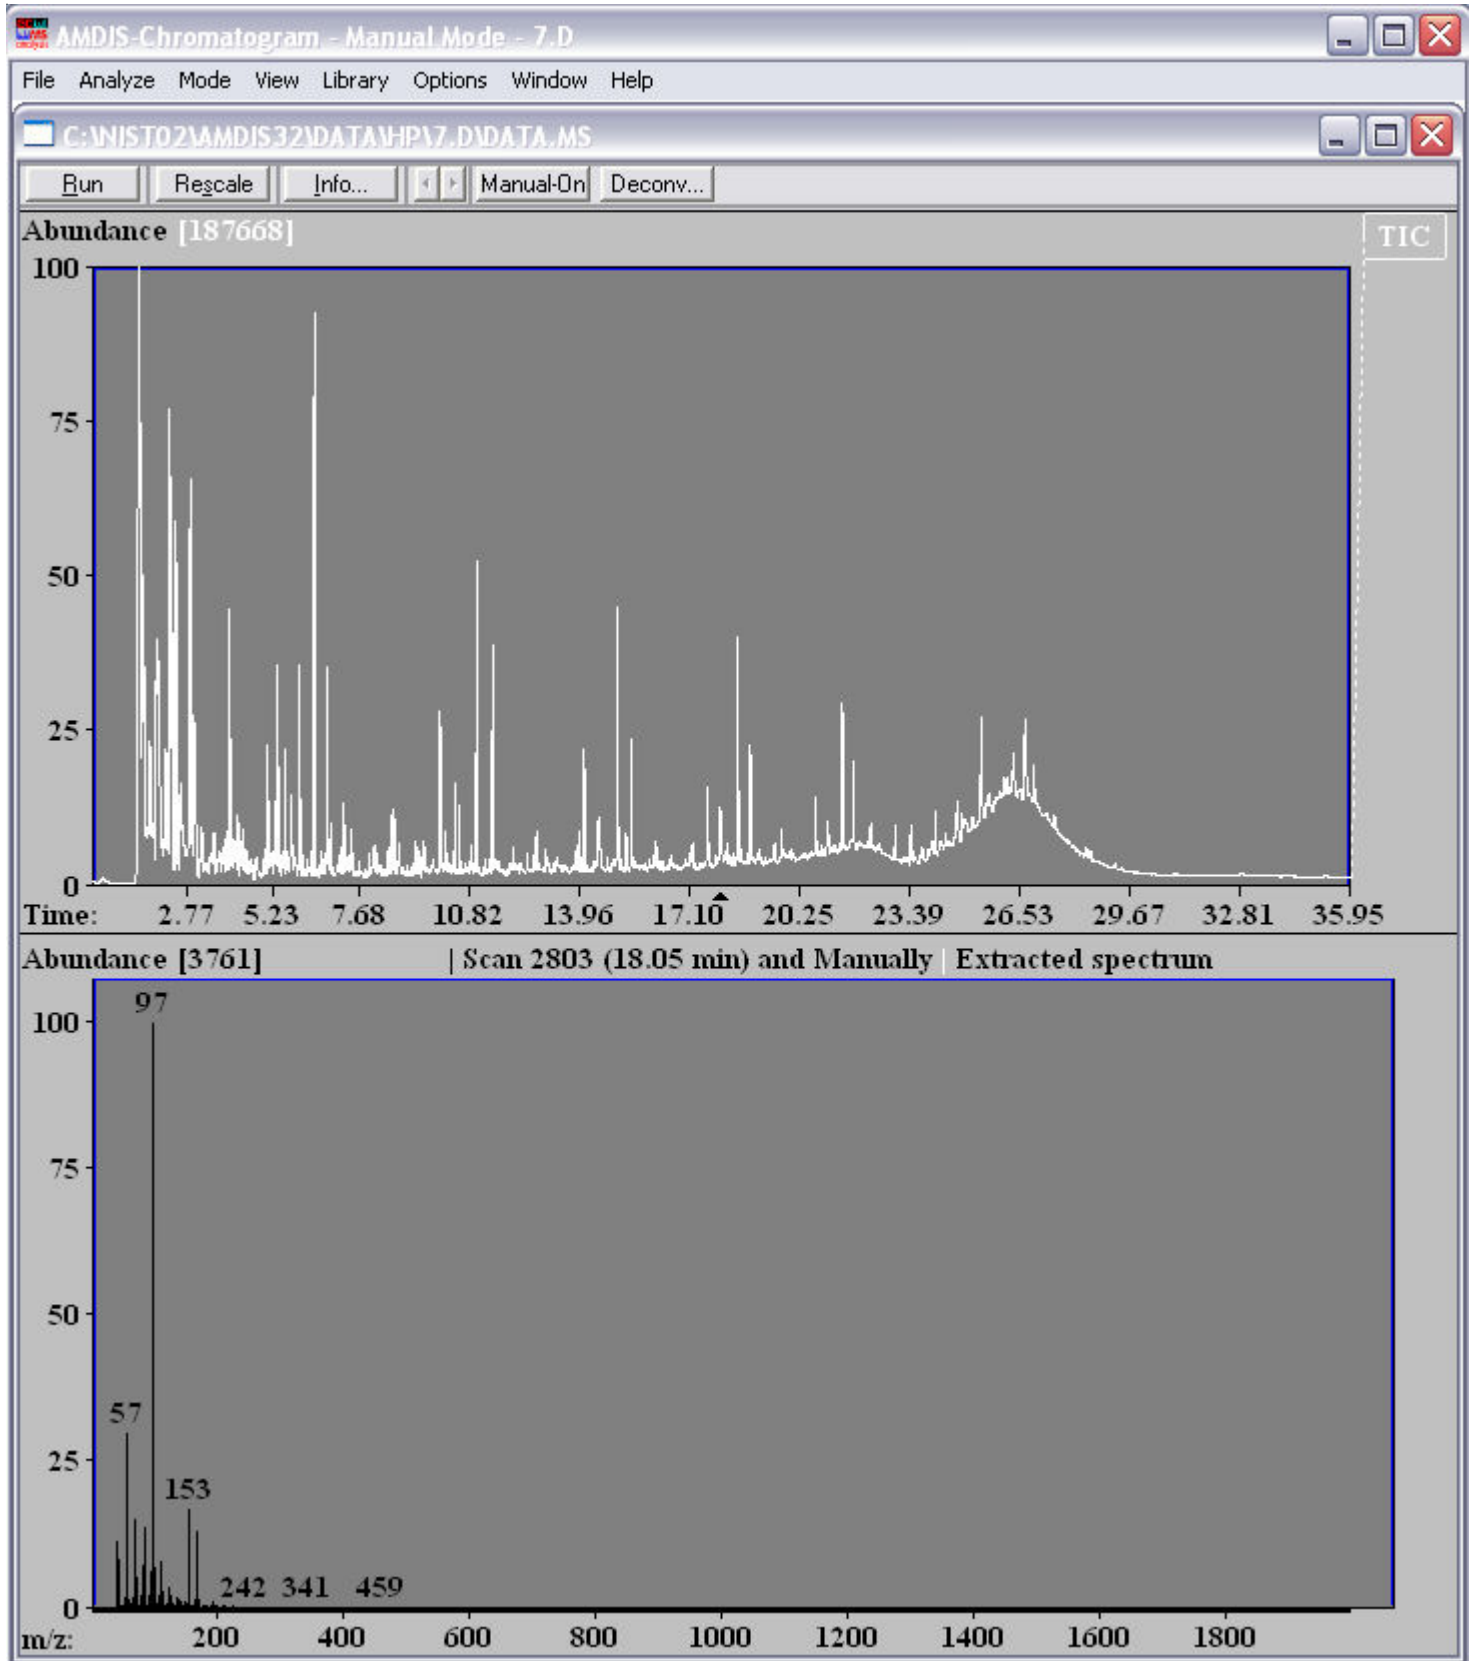 AMDIS-Chromatogram - Manual Mode - 7.D
File Analyze Mode View Library Options Window Help
C:\NIST02\AMDIS32\DATA\HP\7.D\DATA.MS
Run Rescale Info... Manual-On Deconv...
Abundance [187668] TIC
100
75
50
25
0
Time: 2.77 5.23 7.68 10.82 13.96 17.10 20.25 23.39 26.53 29.67 32.81 35.95
Abundance [3761] | Scan 2803 (18.05 min) and Manually | Extracted spectrum
97
100
75
50
57
25
153
242 341 459
0
m/z: 200 400 600 800 1000 1200 1400 1600 1800